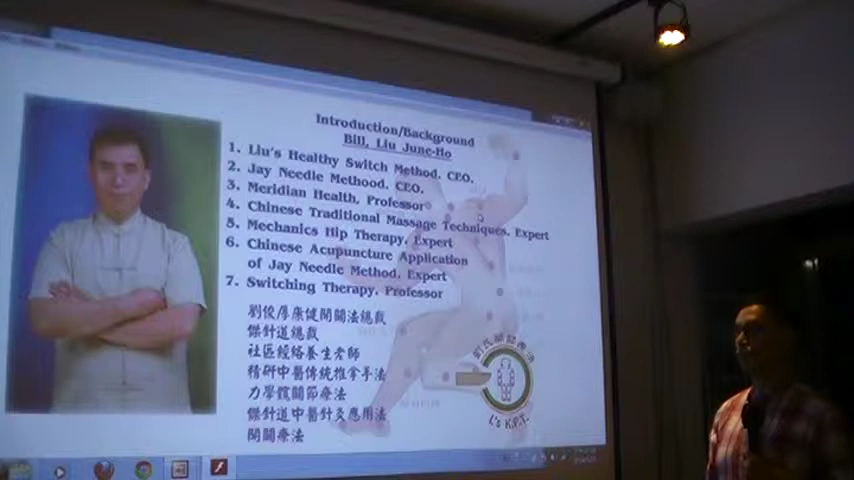 Introduction/Background
Bill, Liu June-Ho
1. Liu's Healthy Switch Method, CEO.
2. Jay Needle Methood, CEO.
3. Meridian Health, Professor
4. Chinese Traditional Massage Techniques, Expert
5. Mechanics Hip Therapy, Expert
6. Chinese Acupuncture Application
of Jay Needle Method, Expert
7. Switching Therapy, Professor
劉俊厚康健開關法總裁
傑針道總裁
社區經絡養生老師
精研中醫傳統推拿手法
力學髖關節療法
傑針道中醫針灸應用法
開關療法
L's K.P.T.